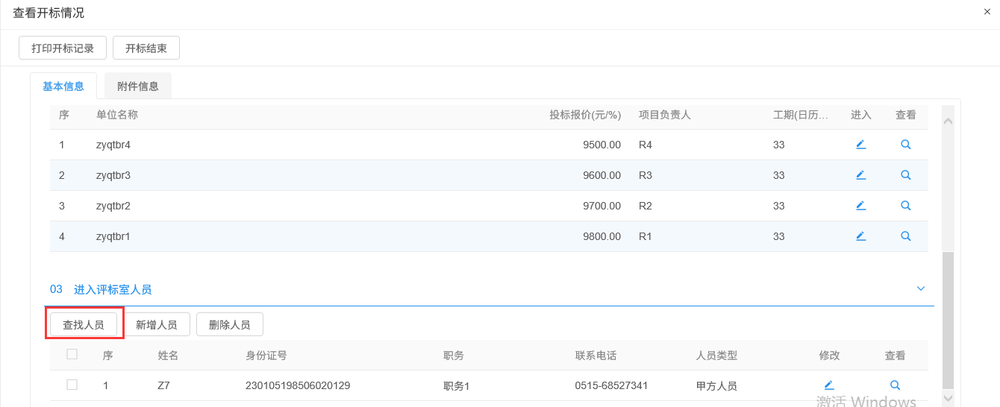 查看开标情况
打印开标记录 开标结束
基本信息 附件信息
序 单位名称 投标报价(元/%) 项目负责人 工期(日历... 进入 查看
1 zyqtbr4 9500.00 R4 33
2 zyqtbr3 9600.00 R3 33
3 zyqtbr2 9700.00 R2 33
4 zyqtbr1 9800.00 R1 33
03 进入评标室人员
查找人员 新增人员 删除人员
序 姓名 身份证号 职务 联系电话 人员类型 修改 查看
1 Z7 230105198506020129 职务1 0515-68527341 甲方人员
激活 Windows